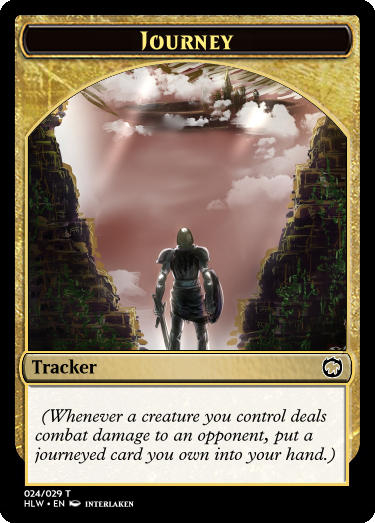 JOURNEY
Tracker
(Whenever a creature you control deals
combat damage to an opponent, put a
journeyed card you own into your hand.)
024/029 T
HLW • EN INTERLAKEN